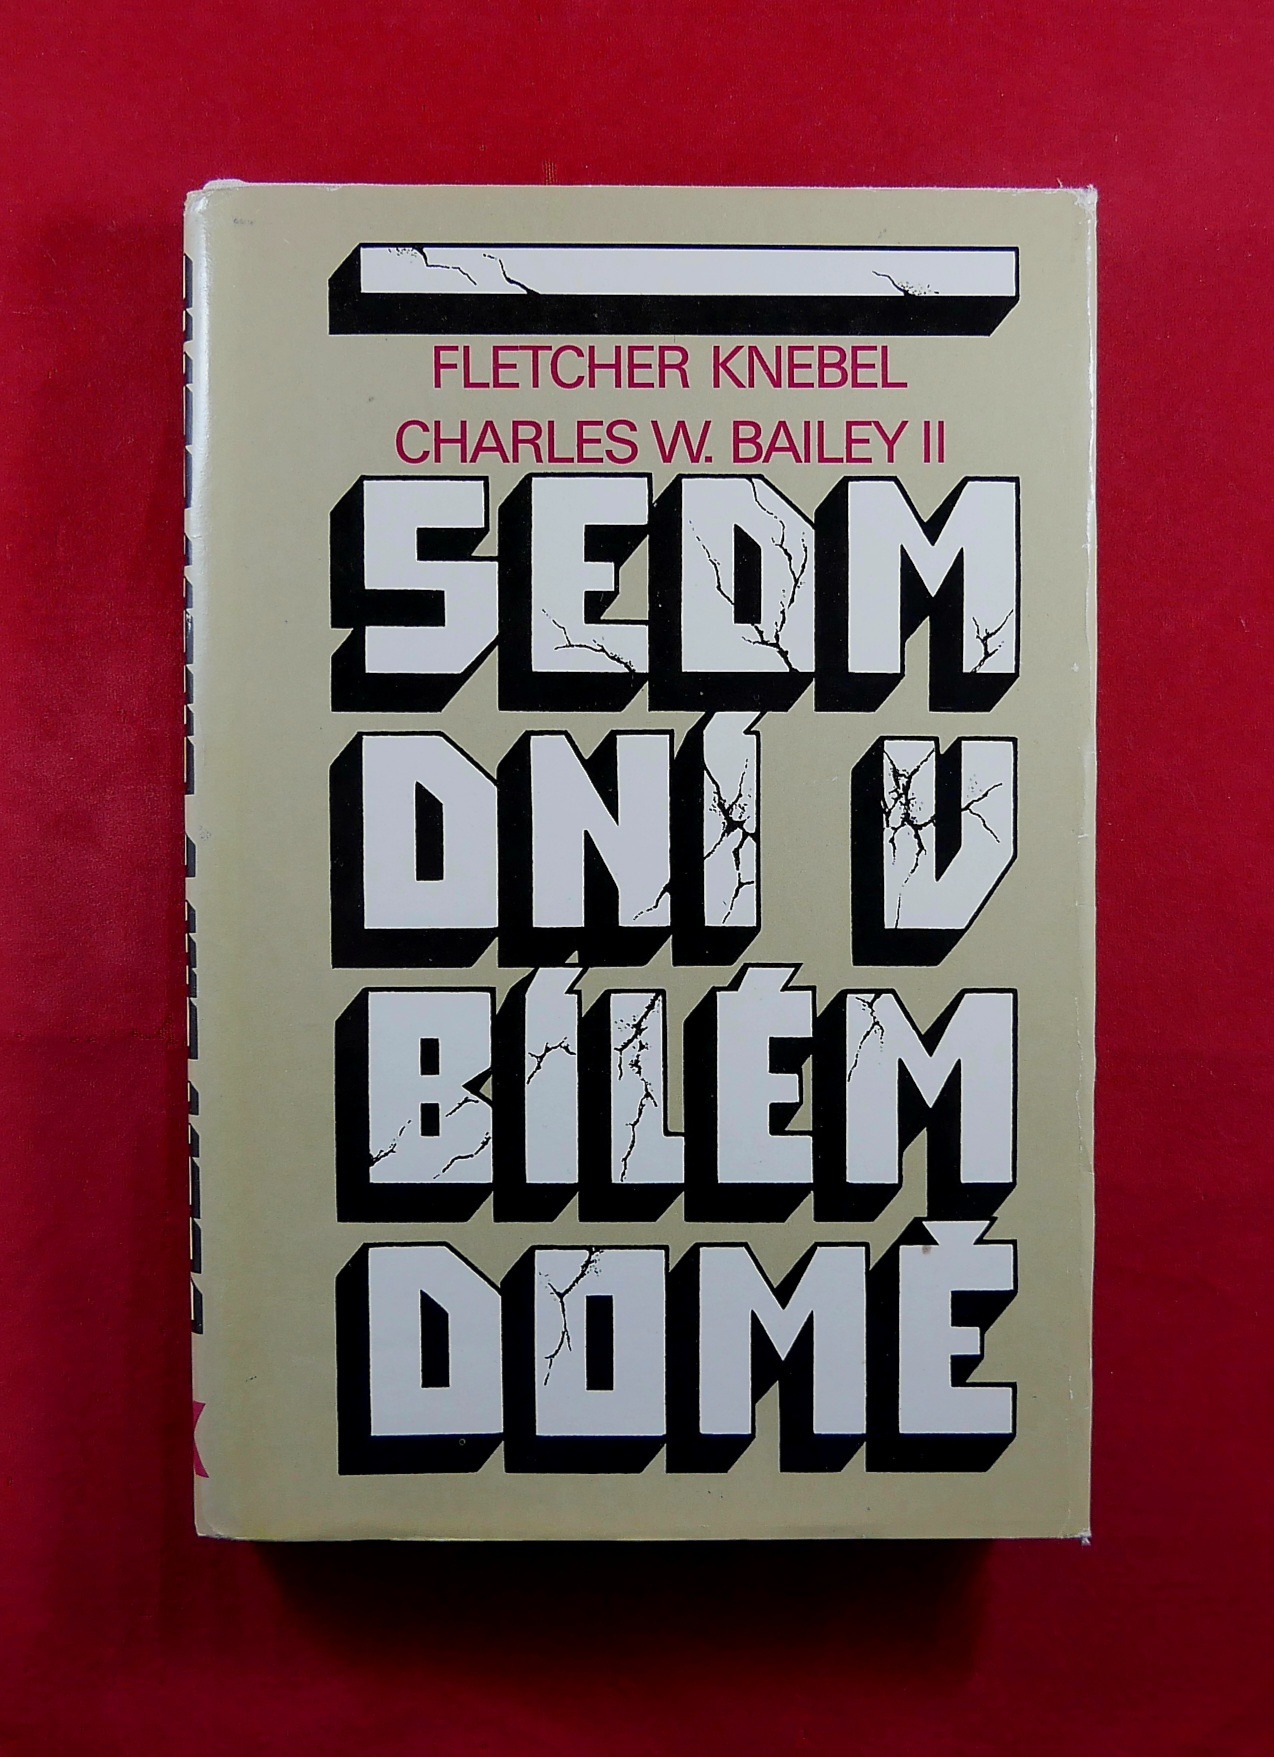 FLETCHER KNEBEL
CHARLES W. BAILEY II
SEDM
DNÍ V
BÍLÉM
DOMĚ